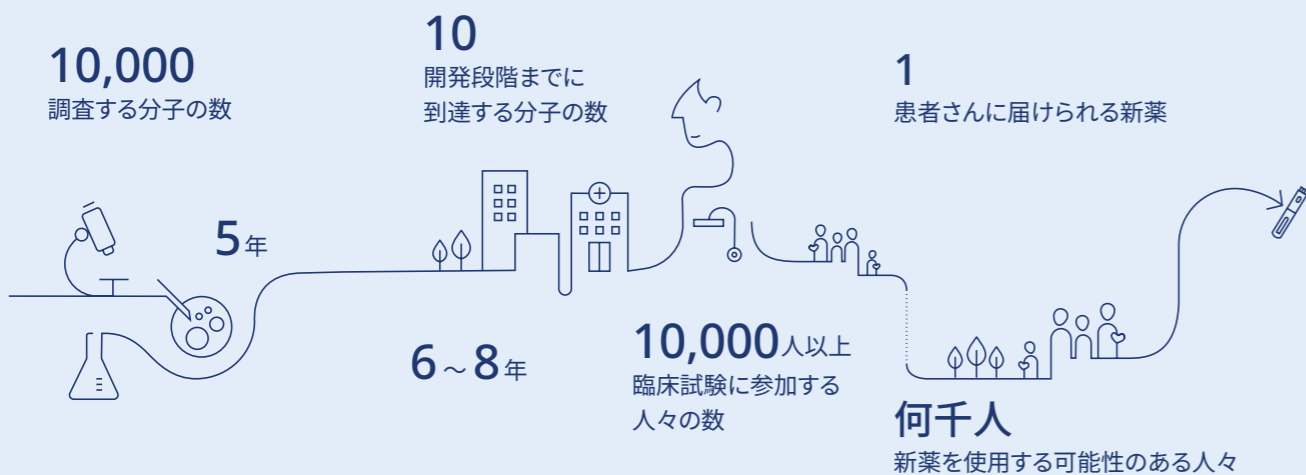 10,000
調査する分子の数
5年
10
開発段階までに
到達する分子の数
6～8年
10,000人以上
臨床試験に参加する
人々の数
1
患者さんに届けられる新薬
何千人
新薬を使用する可能性のある人々